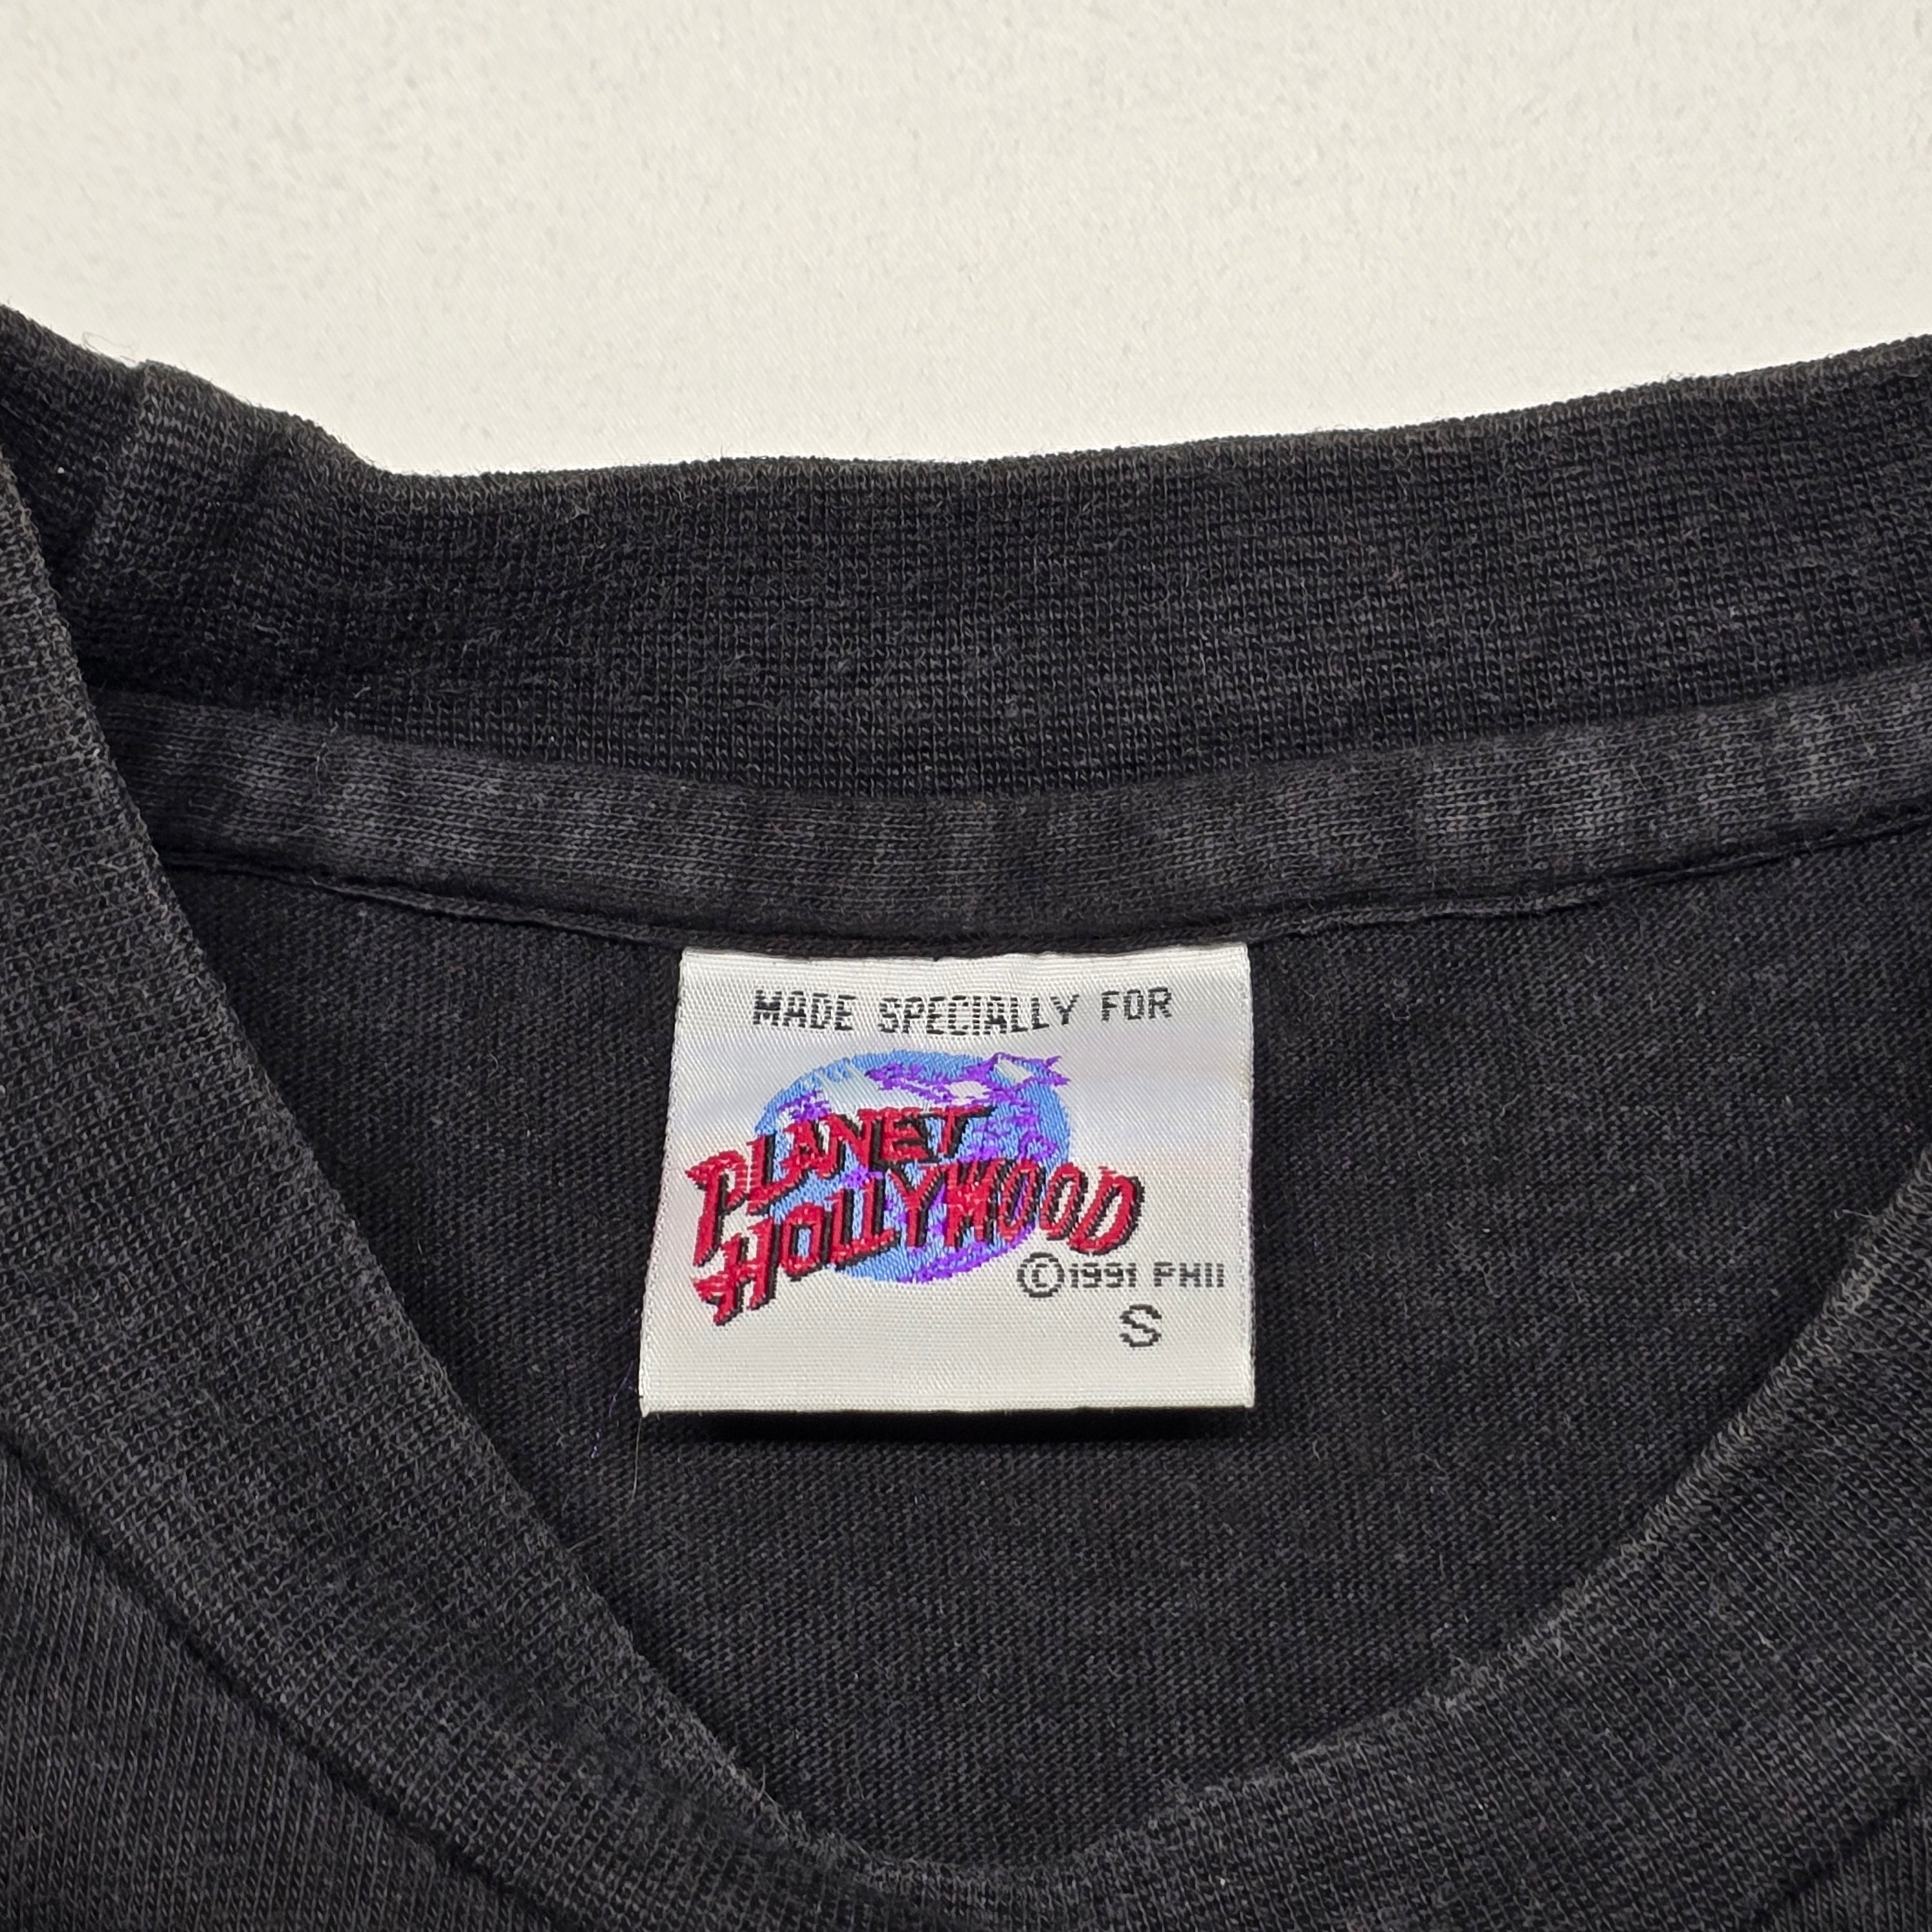 MADE SPECIALLY FOR
PLANET
HOLLYWOOD
©1991 PHII
S